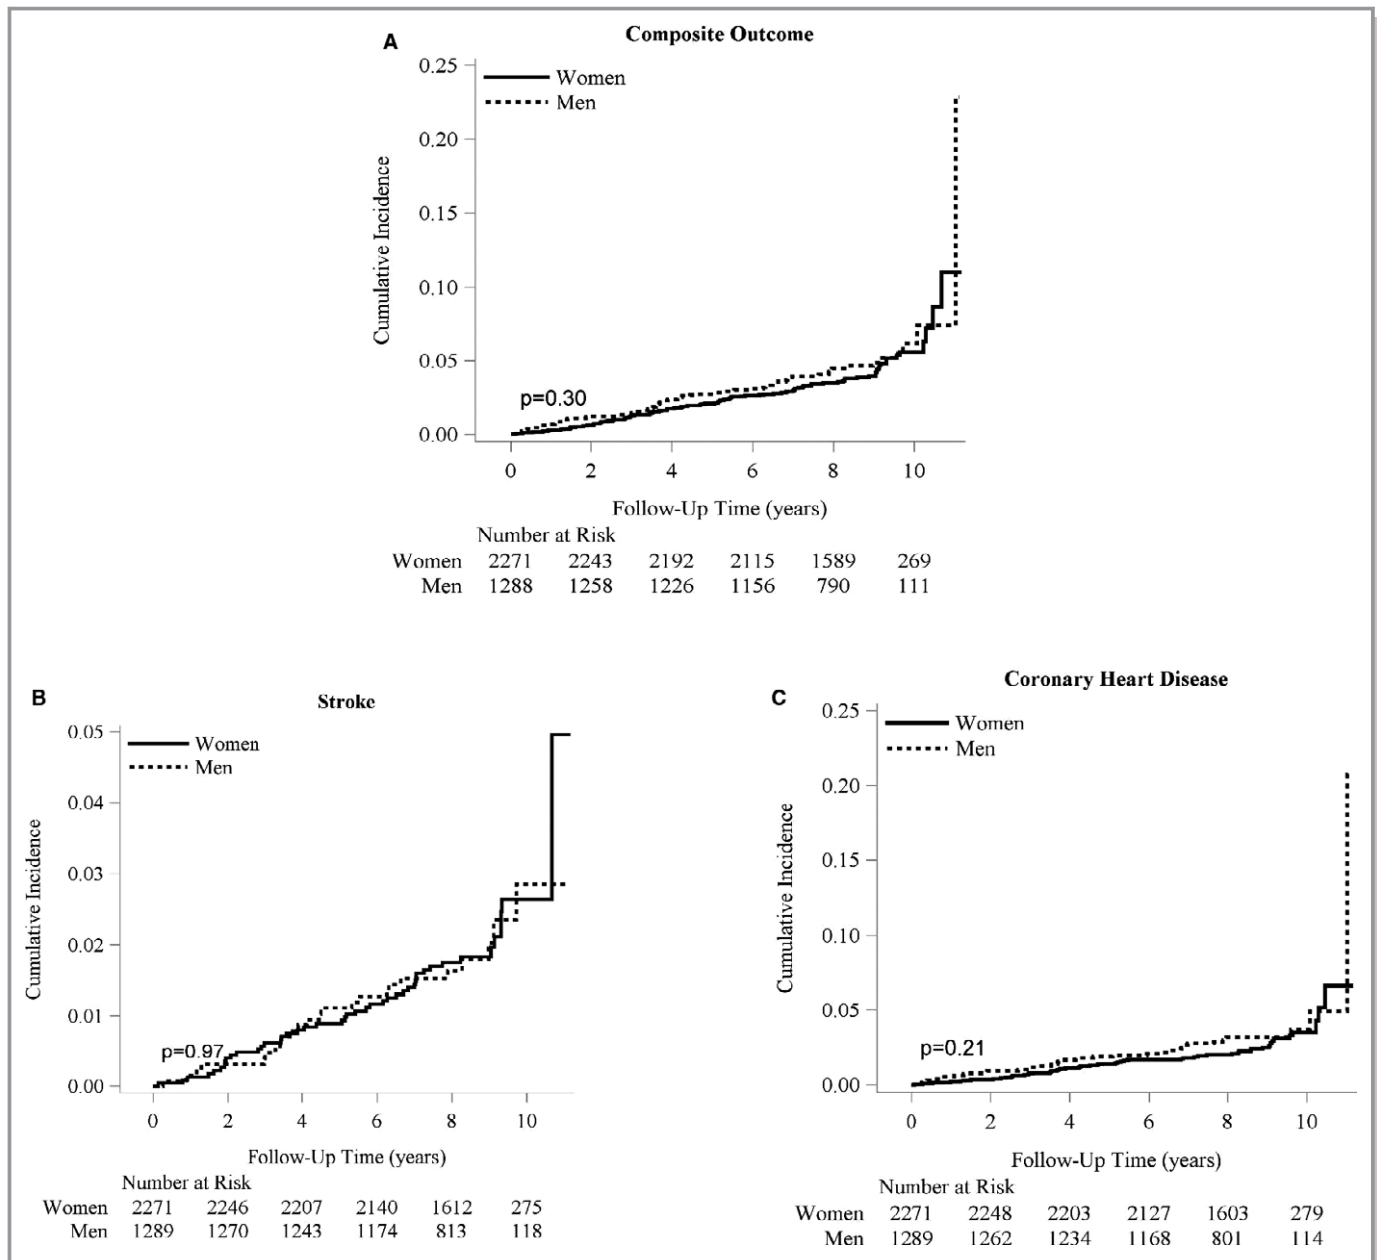 A
Composite Outcome
0.25
0.20
0.15
0.10
0.05
0.00
Cumulative Incidence
Women
Men
p=0.30
0 2 4 6 8 10
Follow-Up Time (years)
Number at Risk
Women 2271 2243 2192 2115 1589 269
Men 1288 1258 1226 1156 790 111
B
Stroke
0.05
0.04
0.03
0.02
0.01
0.00
Cumulative Incidence
Women
Men
p=0.97
0 2 4 6 8 10
Follow-Up Time (years)
Number at Risk
Women 2271 2246 2207 2140 1612 275
Men 1289 1270 1243 1174 813 118
C
Coronary Heart Disease
0.25
0.20
0.15
0.10
0.05
0.00
Cumulative Incidence
Women
Men
p=0.21
0 2 4 6 8 10
Follow-Up Time (years)
Number at Risk
Women 2271 2248 2203 2127 1603 279
Men 1289 1262 1234 1168 801 114